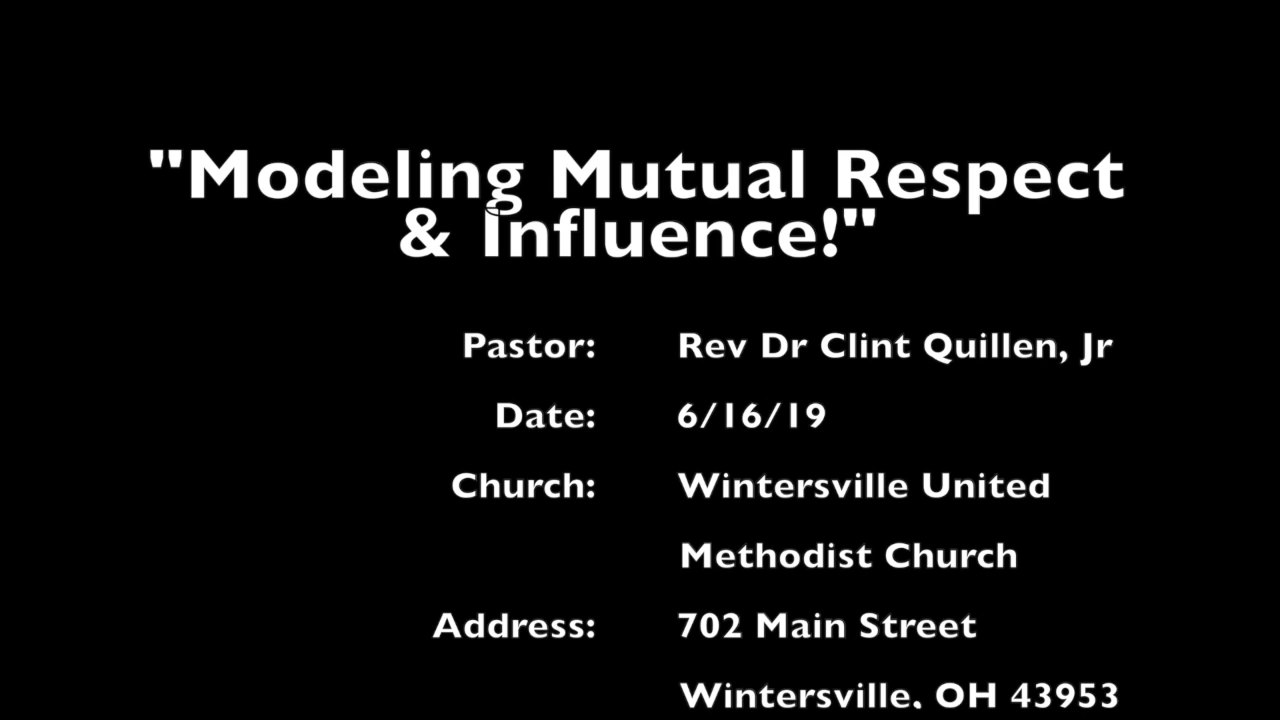 "Modeling Mutual Respect
& Influence!"
Pastor: Rev Dr Clint Quillen, Jr
Date: 6/16/19
Church: Wintersville United
Methodist Church
Address: 702 Main Street
Wintersville, OH 43953